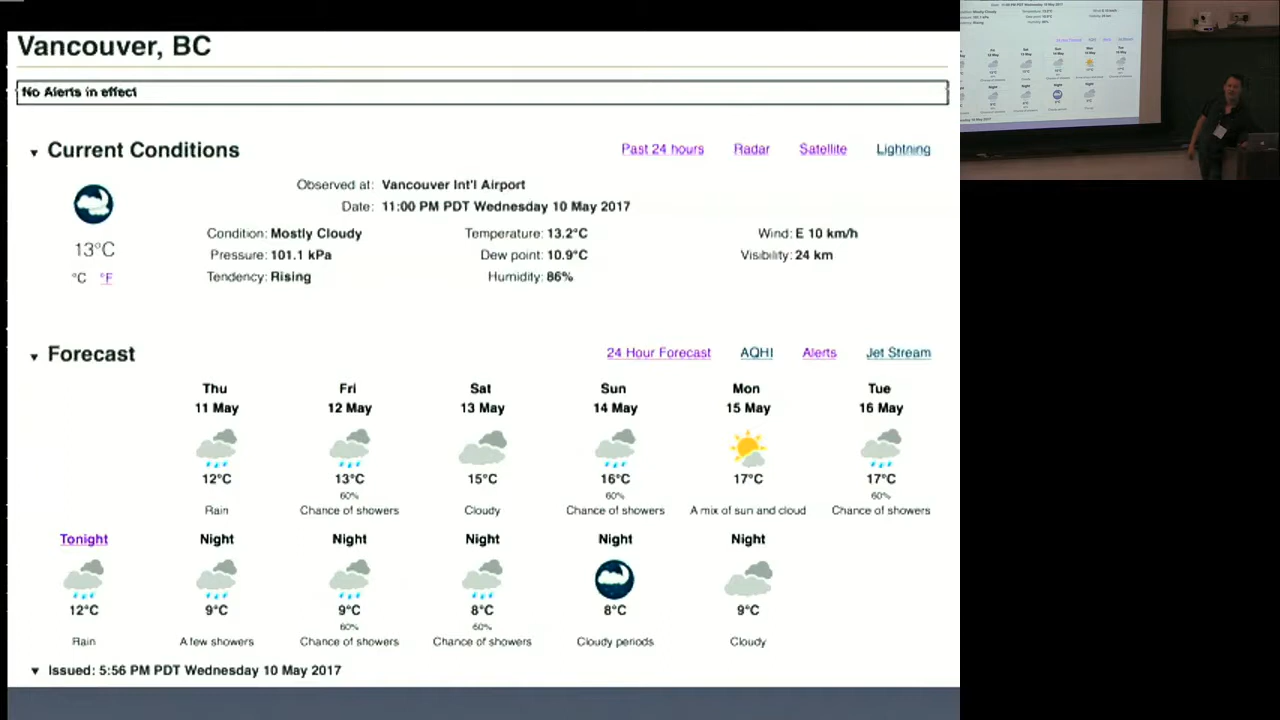 Vancouver, BC
No Alerts in effect
▾ Current Conditions Past 24 hours Radar Satellite Lightning
Observed at: Vancouver Int'l Airport
Date: 11:00 PM PDT Wednesday 10 May 2017
13°C
°C °F
Condition: Mostly Cloudy Temperature: 13.2°C Wind: E 10 km/h
Pressure: 101.1 kPa Dew point: 10.9°C Visibility: 24 km
Tendency: Rising Humidity: 86%
▾ Forecast 24 Hour Forecast AQHI Alerts Jet Stream
Thu Fri Sat Sun Mon Tue
11 May 12 May 13 May 14 May 15 May 16 May
12°C 13°C 15°C 16°C 17°C 17°C
60% 60% 60%
Rain Chance of showers Cloudy Chance of showers A mix of sun and cloud Chance of showers
Tonight Night Night Night Night Night
12°C 9°C 9°C 8°C 8°C 9°C
60% 60%
Rain A few showers Chance of showers Chance of showers Cloudy periods Cloudy
▾ Issued: 5:56 PM PDT Wednesday 10 May 2017